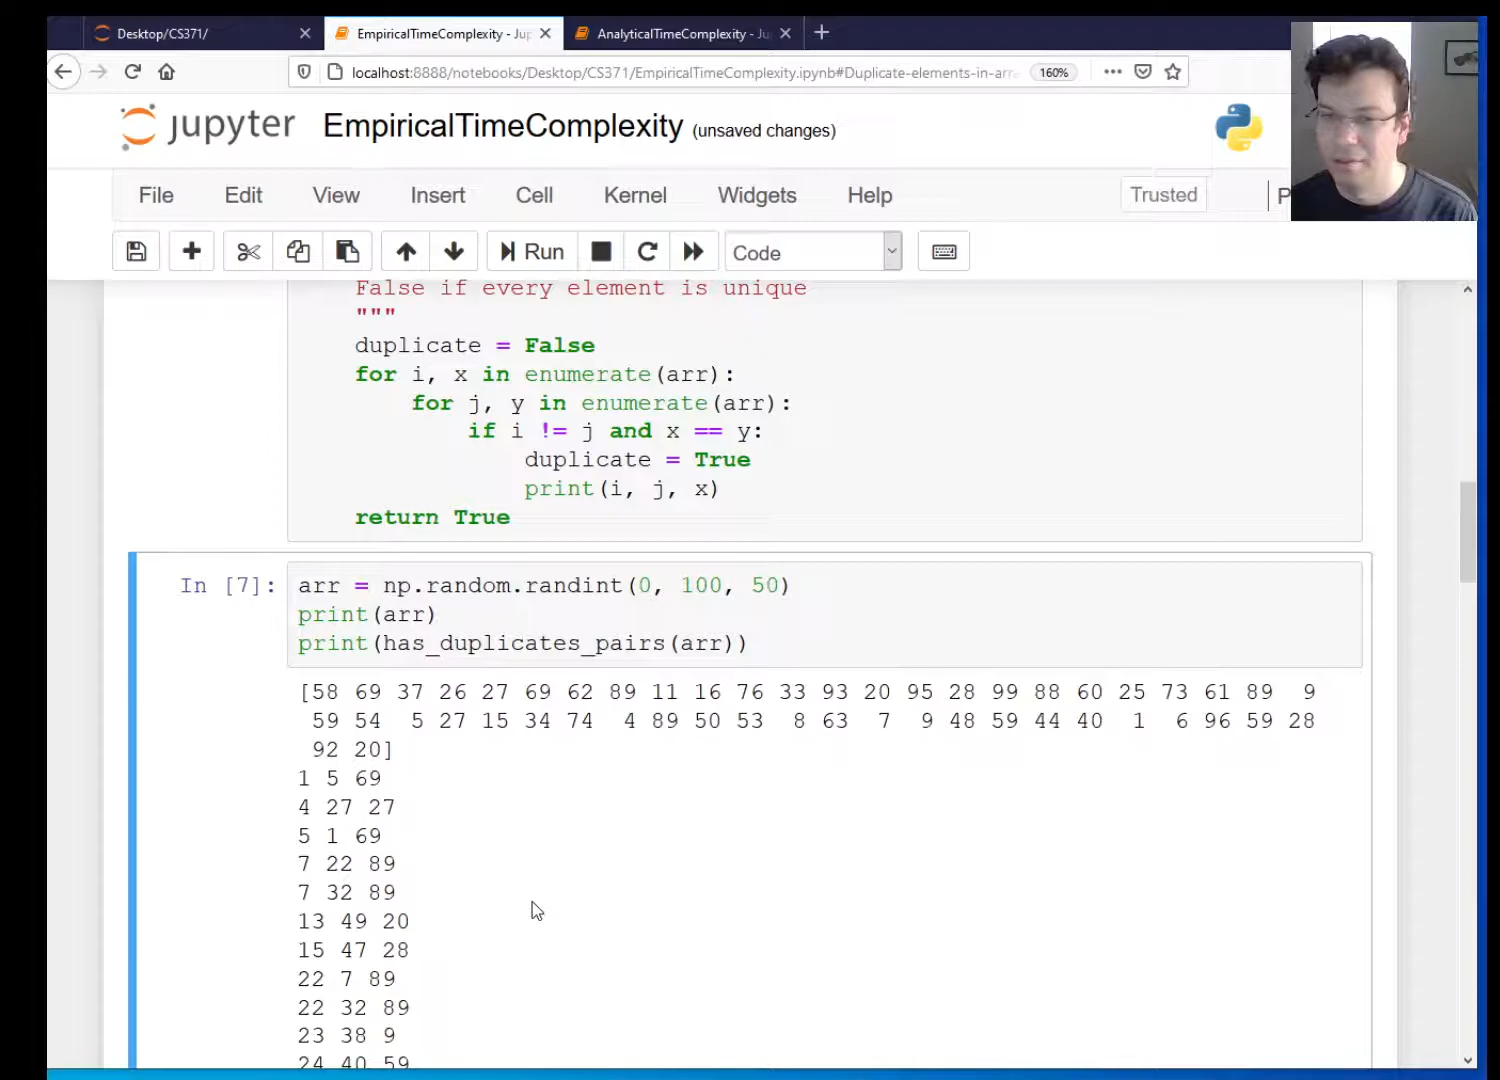 Desktop/CS371/
EmpiricalTimeComplexity - Jup
AnalyticalTimeComplexity - Ju
localhost:8888/notebooks/Desktop/CS371/EmpiricalTimeComplexity.ipynb#Duplicate-elements-in-arr
160%
jupyter EmpiricalTimeComplexity (unsaved changes)
File Edit View Insert Cell Kernel Widgets Help Trusted P
Run Code
False if every element is unique
"""
duplicate = False
for i, x in enumerate(arr):
for j, y in enumerate(arr):
if i != j and x == y:
duplicate = True
print(i, j, x)
return True
In [7]: arr = np.random.randint(0, 100, 50)
print(arr)
print(has_duplicates_pairs(arr))
[58 69 37 26 27 69 62 89 11 16 76 33 93 20 95 28 99 88 60 25 73 61 89 9
59 54 5 27 15 34 74 4 89 50 53 8 63 7 9 48 59 44 40 1 6 96 59 28
92 20]
1 5 69
4 27 27
5 1 69
7 22 89
7 32 89
13 49 20
15 47 28
22 7 89
22 32 89
23 38 9
24 40 59